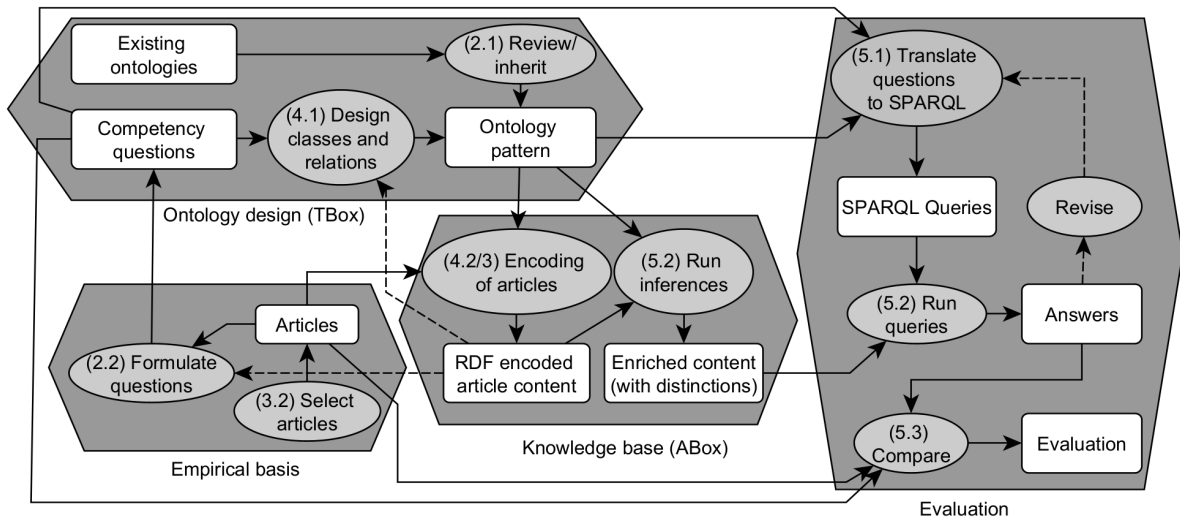 Existing
ontologies
(2.1) Review/
inherit
Competency
questions
(4.1) Design
classes and
relations
Ontology
pattern
Ontology design (TBox)
(4.2/3) Encoding
of articles
(5.2) Run
inferences
RDF encoded
article content
Enriched content
(with distinctions)
Knowledge base (ABox)
Articles
(2.2) Formulate
questions
(3.2) Select
articles
Empirical basis
(5.1) Translate
questions
to SPARQL
SPARQL Queries
Revise
(5.2) Run
queries
Answers
(5.3)
Compare
Evaluation
Evaluation